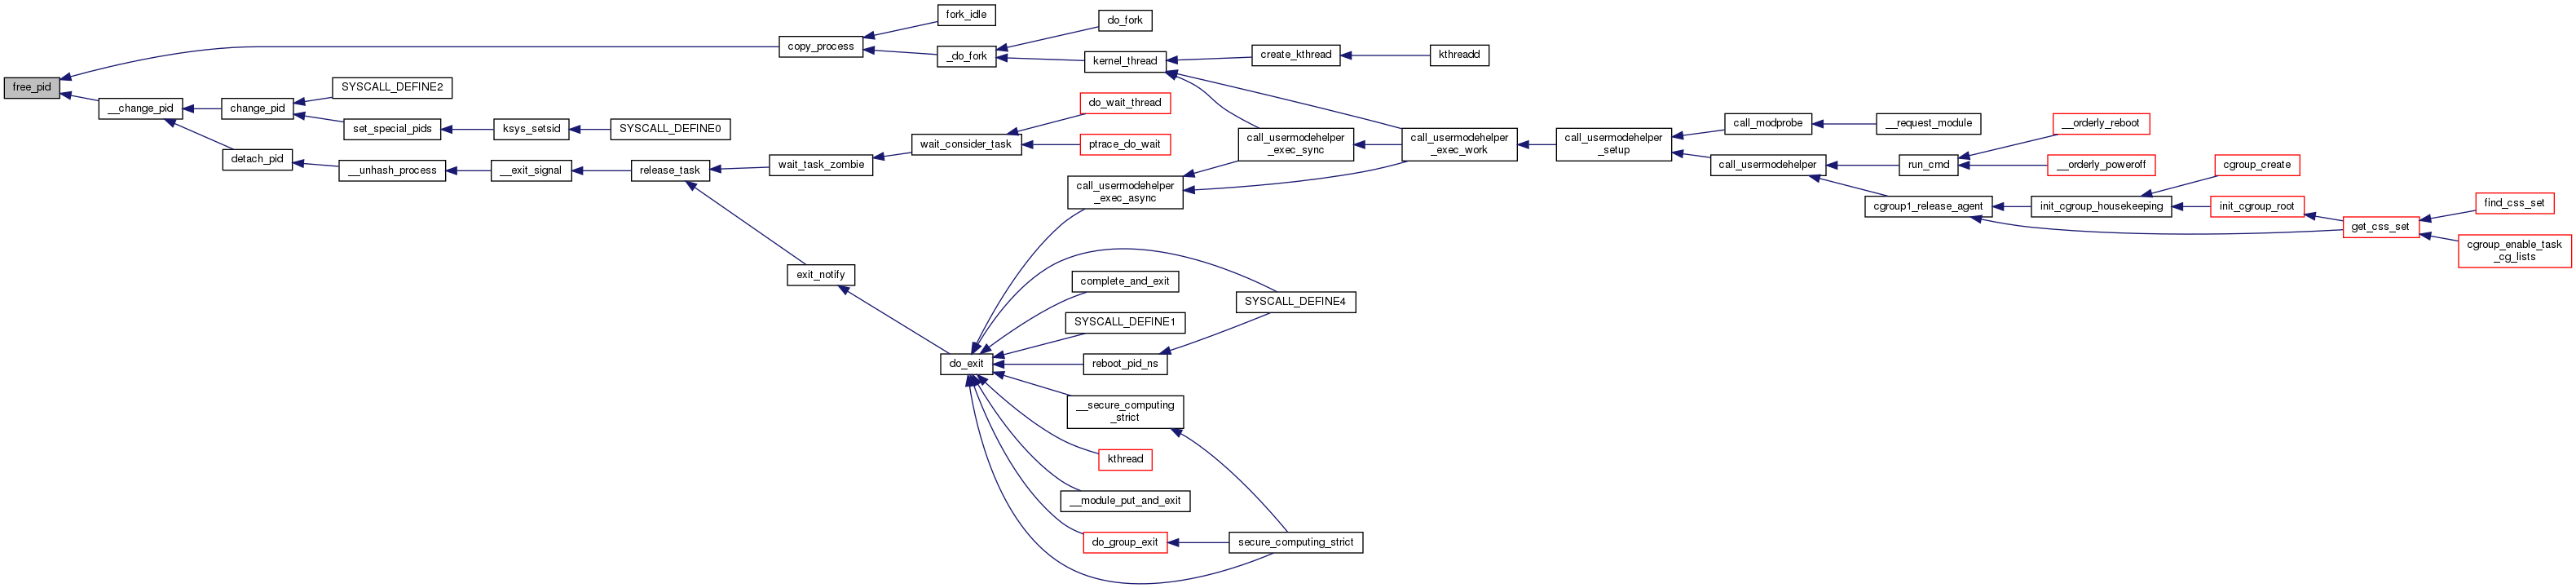 free_pid
copy_process
fork_idle
_do_fork
do_fork
kernel_thread
create_kthread
kthreadd
__change_pid
change_pid
SYSCALL_DEFINE2
set_special_pids
ksys_setsid
SYSCALL_DEFINE0
detach_pid
__unhash_process
__exit_signal
release_task
wait_task_zombie
wait_consider_task
do_wait_thread
ptrace_do_wait
call_usermodehelper
_exec_sync
call_usermodehelper
_exec_work
call_usermodehelper
_setup
call_modprobe
__request_module
call_usermodehelper
run_cmd
__orderly_reboot
__orderly_poweroff
call_usermodehelper
_exec_async
cgroup1_release_agent
init_cgroup_housekeeping
cgroup_create
init_cgroup_root
get_css_set
find_css_set
cgroup_enable_task
_cg_lists
exit_notify
do_exit
complete_and_exit
SYSCALL_DEFINE4
SYSCALL_DEFINE1
reboot_pid_ns
__secure_computing
_strict
kthread
__module_put_and_exit
do_group_exit
secure_computing_strict